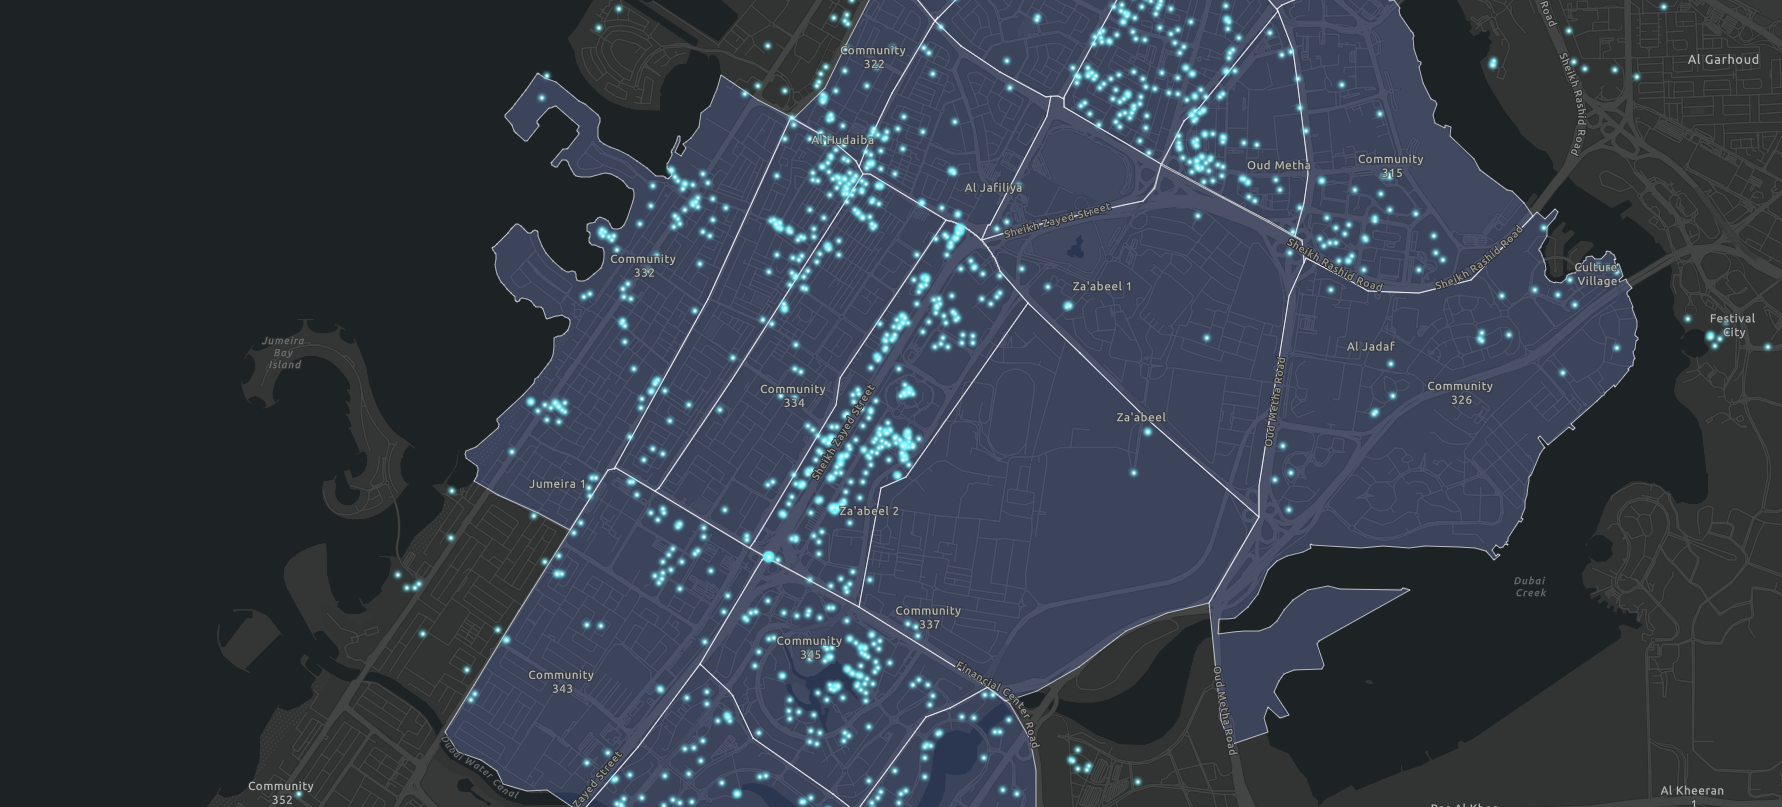 Road
Sheikh Rashid Road
Al Garhoud
Community
322
Al Hudaiba
Oud Metha
Community
315
Al Jafiliya
Sheikh Zayed Street
Sheikh Rashid Road
Sheikh Rashid Road
Community
332
Culture
Village
Za'abeel 1
Festival
City
Jumeira
Bay
Island
Al Jadaf
Community
334
Community
326
Oud Metha Road
Sheikh Zayed Street
Za'abeel
Jumeira 1
Za'abeel 2
Dubai
Creek
Community
337
Community
345
Financial Center Road
Community
343
Oud Metha Road
Dubai Water Canal
Zayed Street
Community
352
Al Kheeran
1